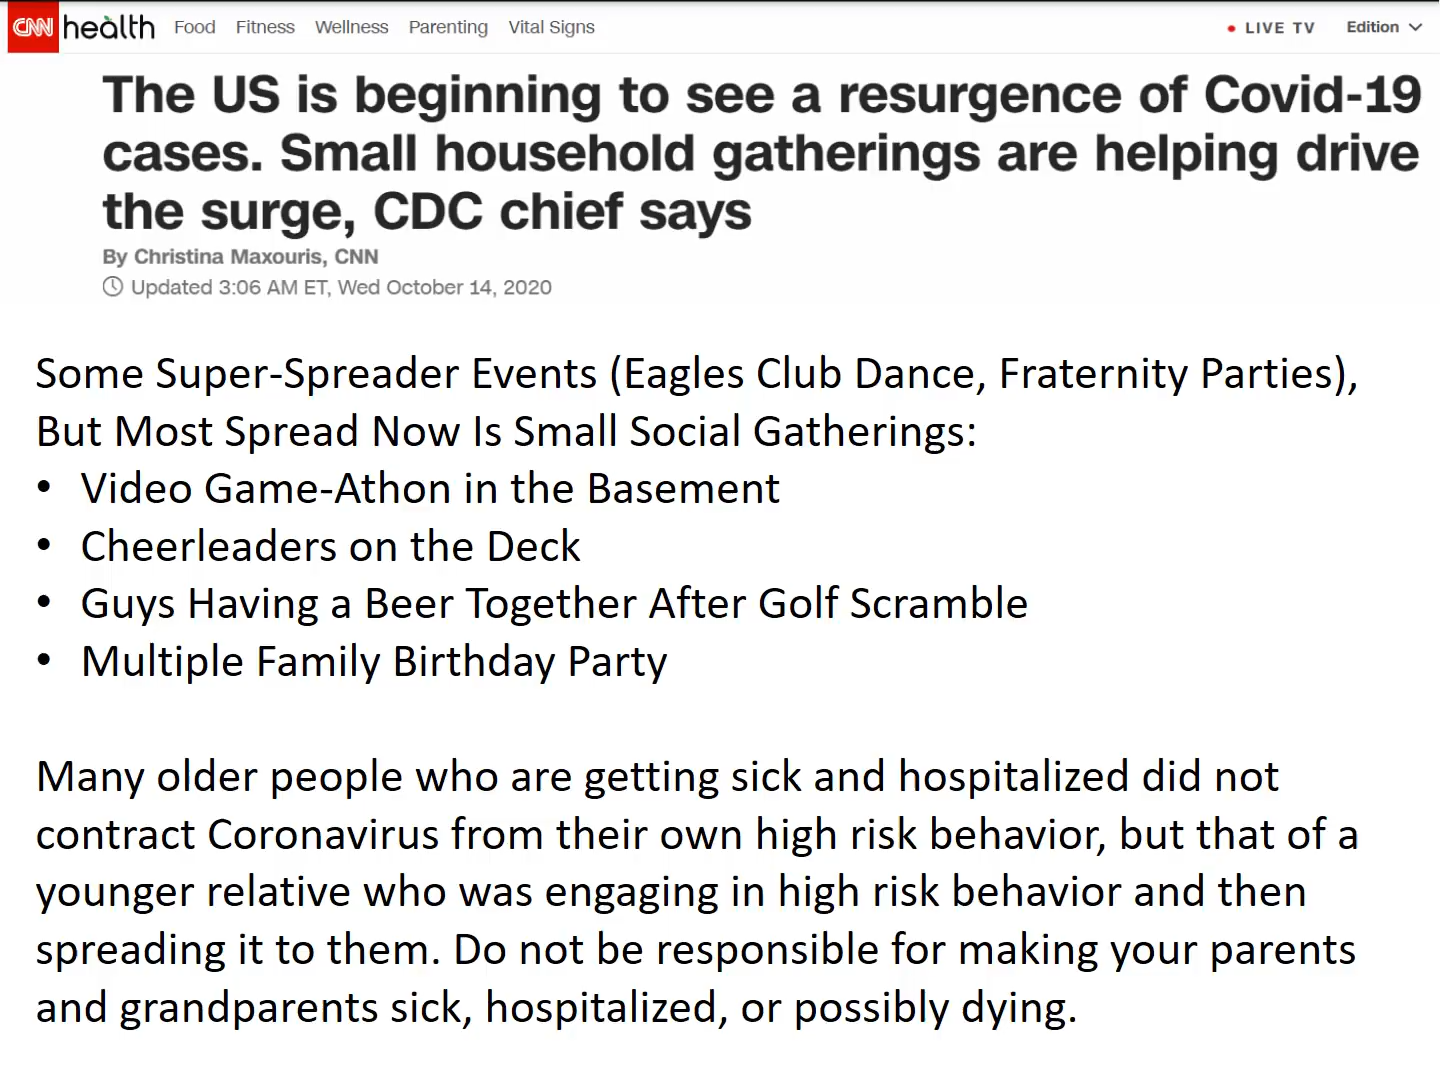 CNN health Food Fitness Wellness Parenting Vital Signs LIVE TV Edition
The US is beginning to see a resurgence of Covid-19
cases. Small household gatherings are helping drive
the surge, CDC chief says
By Christina Maxouris, CNN
Updated 3:06 AM ET, Wed October 14, 2020
Some Super-Spreader Events (Eagles Club Dance, Fraternity Parties),
But Most Spread Now Is Small Social Gatherings:
• Video Game-Athon in the Basement
• Cheerleaders on the Deck
• Guys Having a Beer Together After Golf Scramble
• Multiple Family Birthday Party
Many older people who are getting sick and hospitalized did not
contract Coronavirus from their own high risk behavior, but that of a
younger relative who was engaging in high risk behavior and then
spreading it to them. Do not be responsible for making your parents
and grandparents sick, hospitalized, or possibly dying.